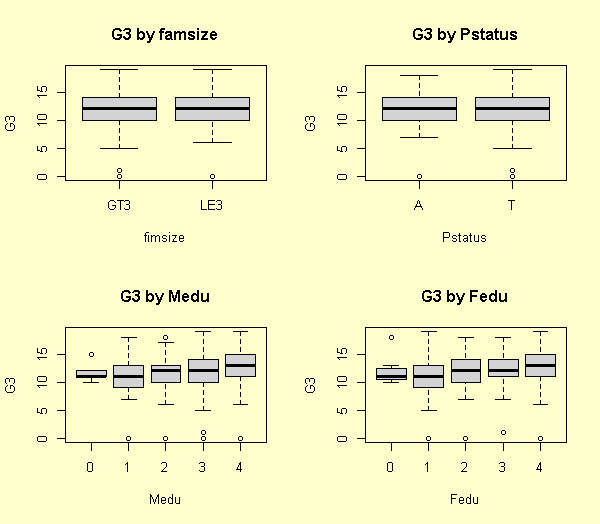 G3 by famsize
G3
15
10
5
0
GT3 LE3
fimsize
G3 by Pstatus
G3
15
10
5
0
A T
Pstatus
G3 by Medu
G3
15
10
5
0
0 1 2 3 4
Medu
G3 by Fedu
G3
15
10
5
0
0 1 2 3 4
Fedu